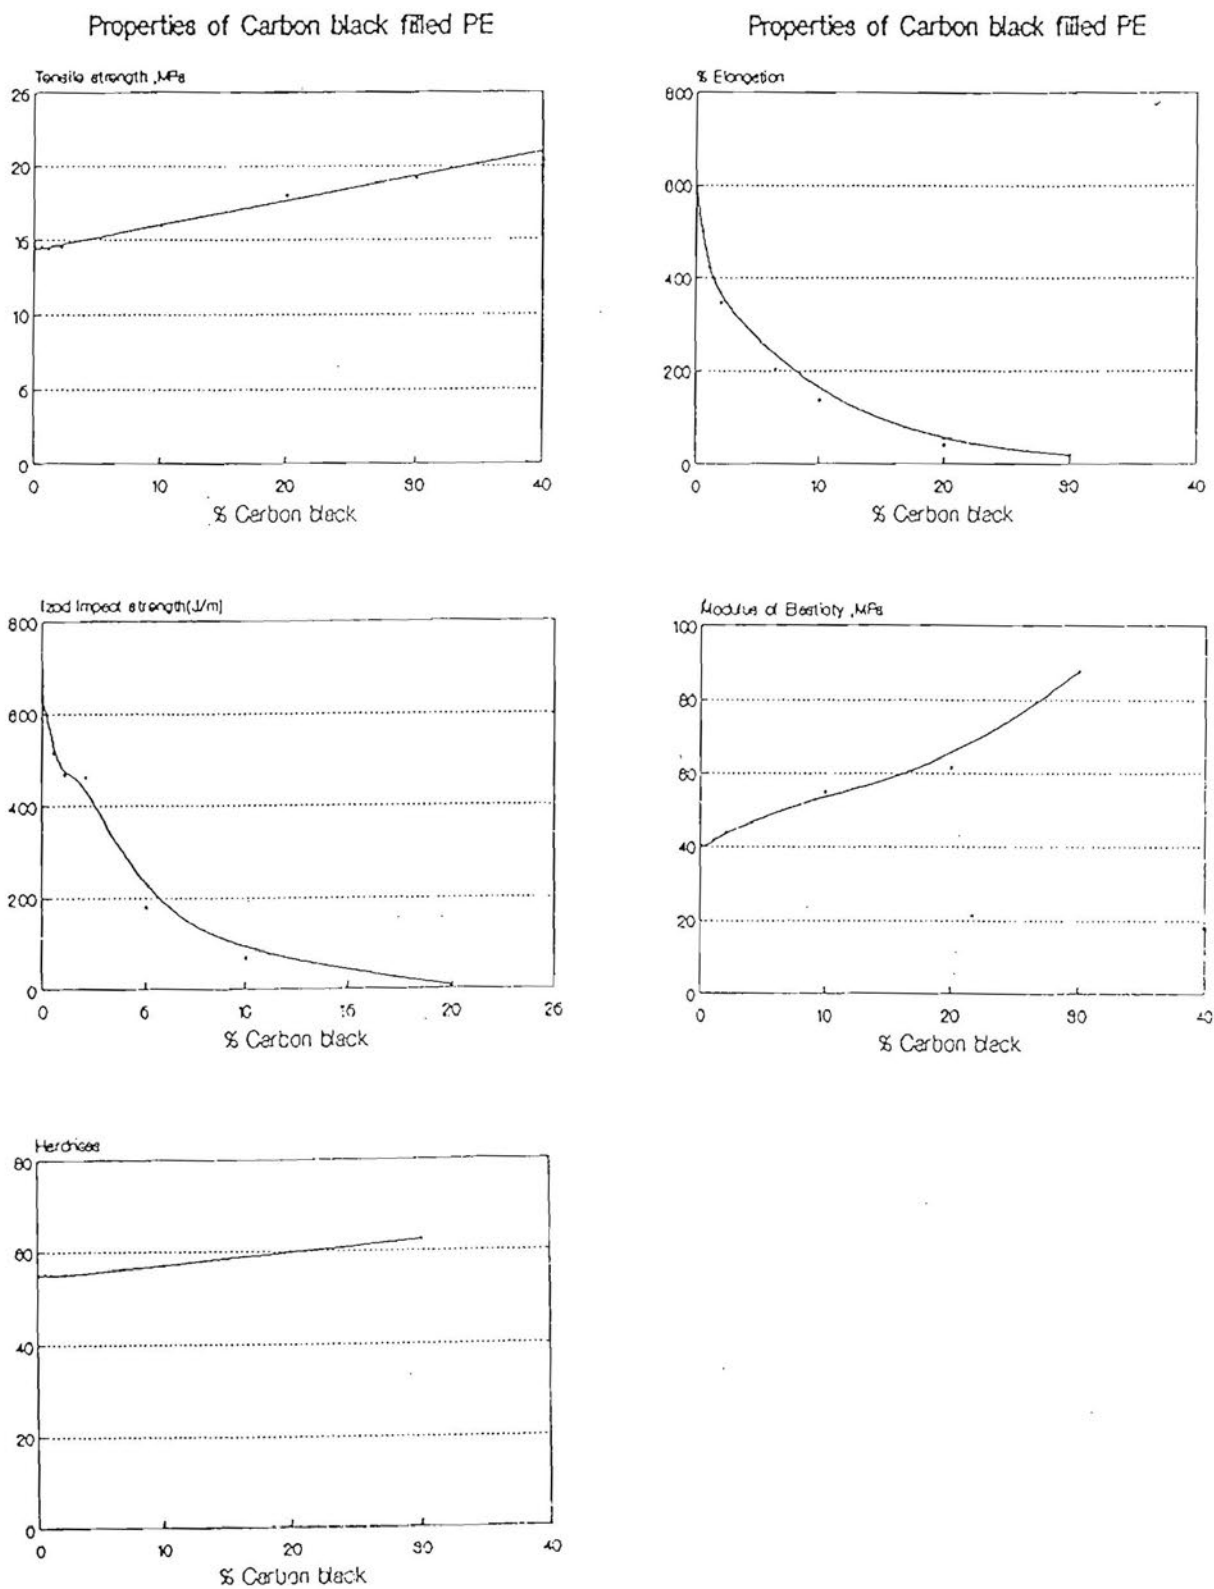 Properties of Carbon black filled PE
Tensile strength ,MPa
25
20
15
10
5
0
0 10 20 30 40
% Carbon black
Properties of Carbon black filled PE
% Elongation
800
600
400
200
0
0 10 20 30 40
% Carbon black
Izod Impact strength(J/m)
800
600
400
200
0
0 5 10 15 20 25
% Carbon black
Modulus of Elasticity ,MPa
100
80
60
40
20
0
0 10 20 30 40
% Carbon black
Hardness
80
60
40
20
0
0 10 20 30 40
% Carbon black